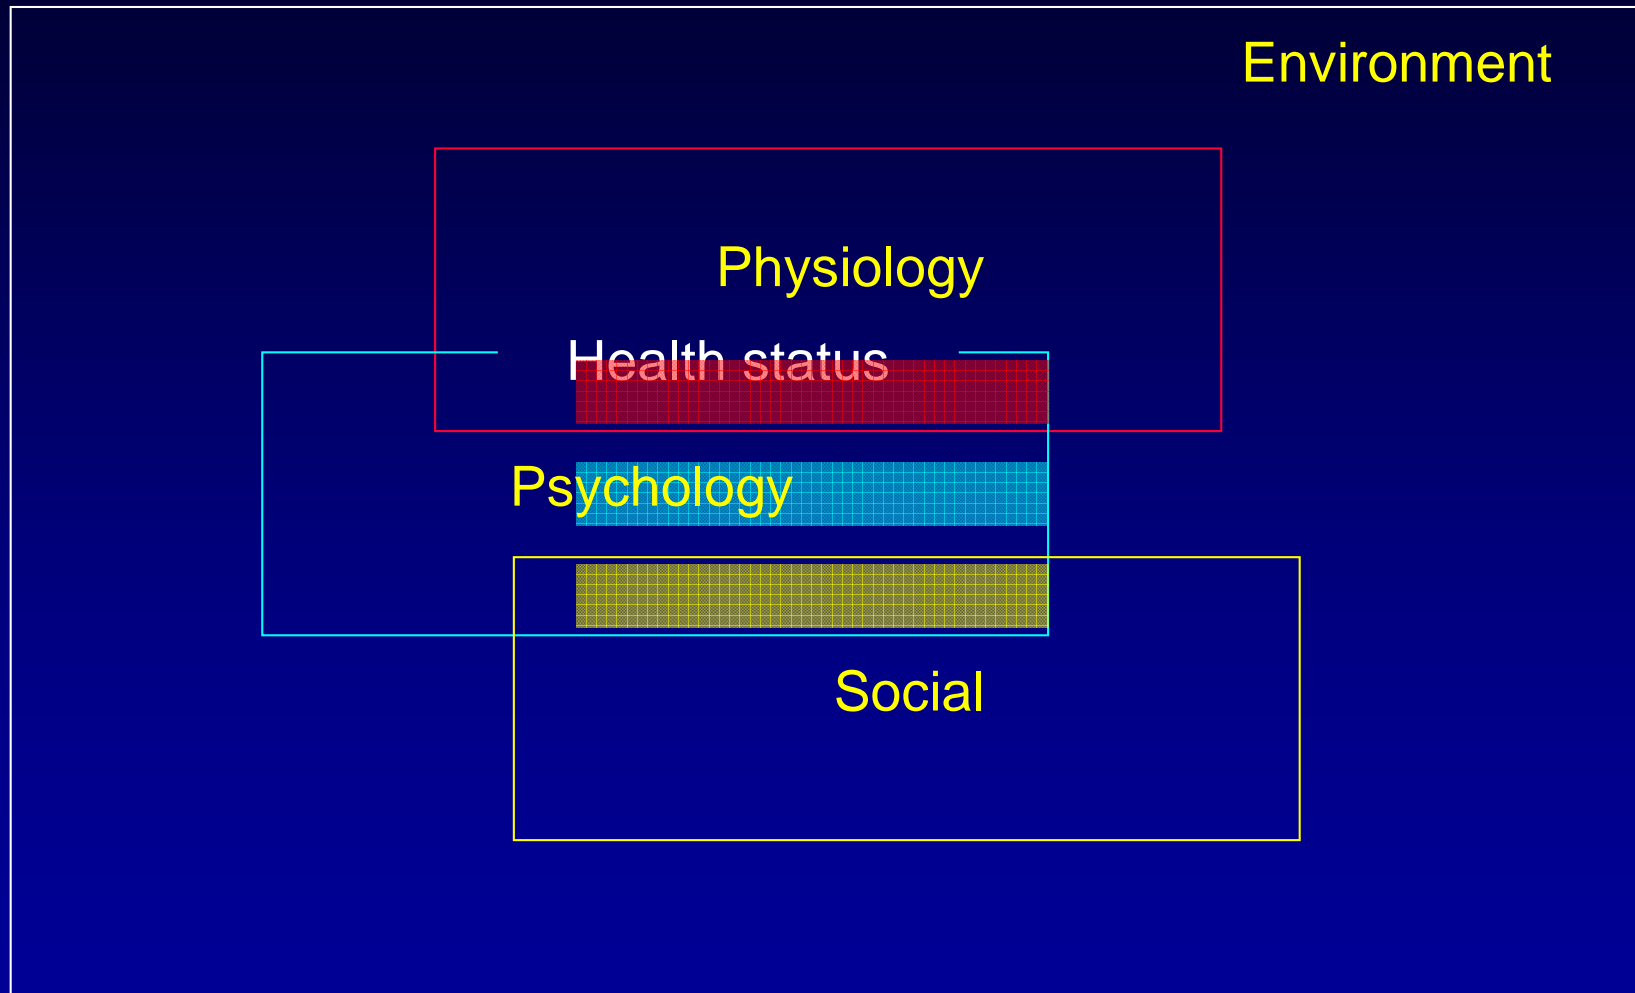 Environment
Physiology
Health status
Psychology
Social